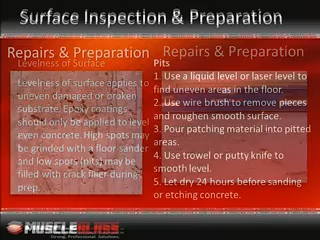 Surface Inspection & Preparation
Repairs & Preparation
Levelness of Surface
Levelness of surface applies to
uneven damaged or broken
substrate. Epoxy coatings
should only be applied to level
even concrete. High spots may
be grinded with a floor sander
and low spots (pits) may be
filled with crack filler during
prep.
Repairs & Preparation
Pits
1. Use a liquid level or laser level to
find uneven areas in the floor.
2. Use wire brush to remove pieces
and roughen smooth surface.
3. Pour patching material into pitted
areas.
4. Use trowel or putty knife to
smooth level.
5. Let dry 24 hours before sanding
or etching concrete.
MUSCLEGLASS
Strong. Professional. Solutions.